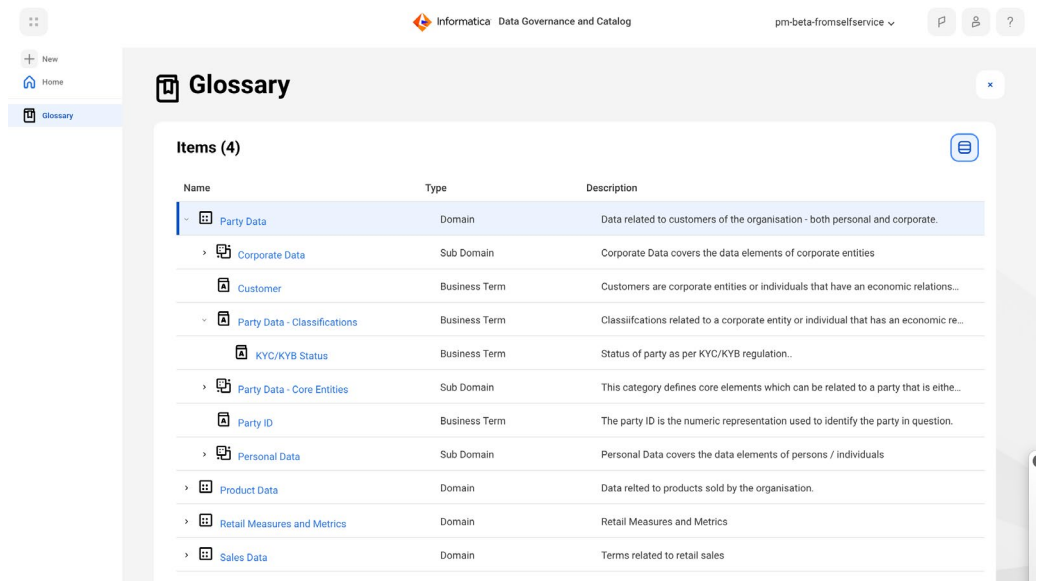 Informatica Data Governance and Catalog
pm-beta-fromselfservice
?
New
Home
Glossary
Glossary
×
Items (4)
Name Type Description
Party Data Domain Data related to customers of the organisation - both personal and corporate.
Corporate Data Sub Domain Corporate Data covers the data elements of corporate entities
Customer Business Term Customers are corporate entities or individuals that have an economic relations...
Party Data - Classifications Business Term Classiifcations related to a corporate entity or individual that has an economic re...
KYC/KYB Status Business Term Status of party as per KYC/KYB regulation..
Party Data - Core Entities Sub Domain This category defines core elements which can be related to a party that is eithe...
Party ID Business Term The party ID is the numeric representation used to identify the party in question.
Personal Data Sub Domain Personal Data covers the data elements of persons / individuals
Product Data Domain Data relted to products sold by the organisation.
Retail Measures and Metrics Domain Retail Measures and Metrics
Sales Data Domain Terms related to retail sales